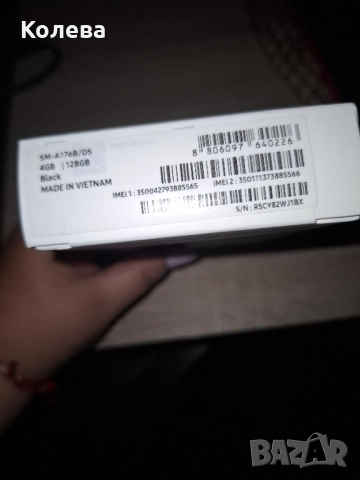 Колева
SM-A176B/DS
4GB | 128GB
Black
MADE IN VIETNAM
8 806097 640226
IMEI 1: 350042793885565
IMEI 2: 350111373885566
S/N: R5CY82WJ1BX
BAZAR